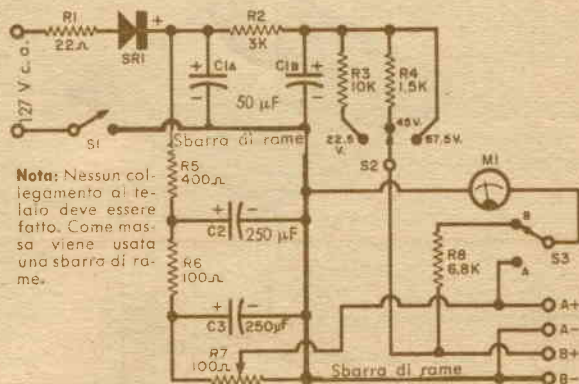 R1
22Ω
SR1
+
R2
3K
127 V c.a.
+ C1A
-
+ C1B
-
50 µF
R3
10K
R4
1,5K
S1
Sbarra di rame
22,5
V.
45 V.
67,5V.
S2
M1
Nota: Nessun col-
legamento al te-
laio deve essere
fatto. Come mas-
sa viene usata
una sbarra di ra-
me.
R5
400Ω
+ -
C2 250 µF
R6
100Ω
+ -
C3 250µF
R7
100Ω
R8
6,8K
B
S3
A
A+
A-
B+
B-
Sbarra di rame